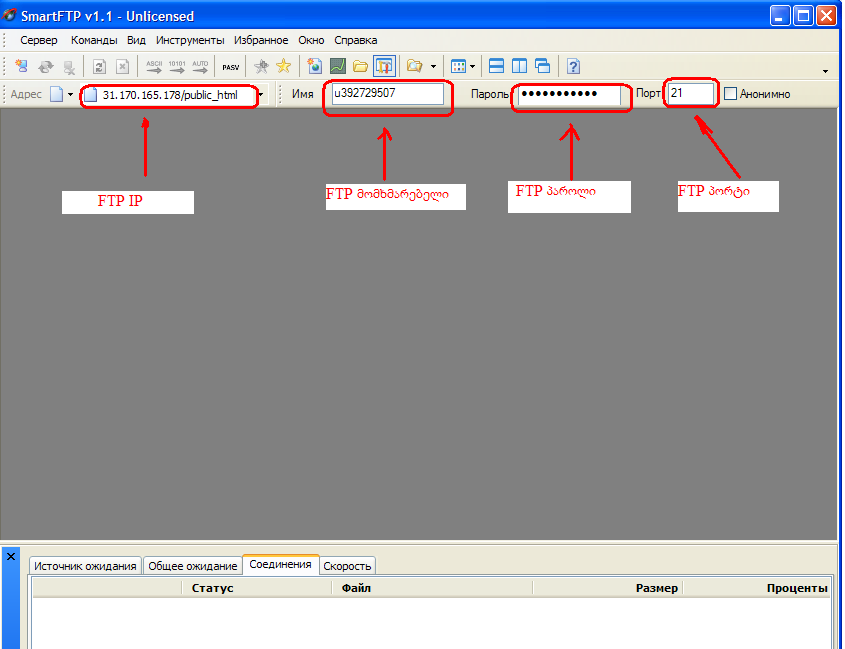 SmartFTP v1.1 - Unlicensed
Сервер Команды Вид Инструменты Избранное Окно Справка
ASCII 10101 AUTO PASV
Адрес 31.170.165.178/public_html Имя u392729507 Пароль ●●●●●●●●●●● Порт 21 Анонимно
FTP IP FTP მომხმარებელი FTP პაროლი FTP პორტი
Источник ожидания Общее ожидание Соединения Скорость
Статус Файл Размер Проценты